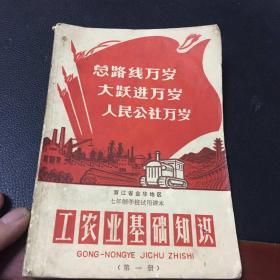 总路线万岁
大跃进万岁
人民公社万岁
浙江省金华地区
七年制学校试用课本
工农业基础知识
GONG-NONGYE JICHU ZHISHI
（第一册）